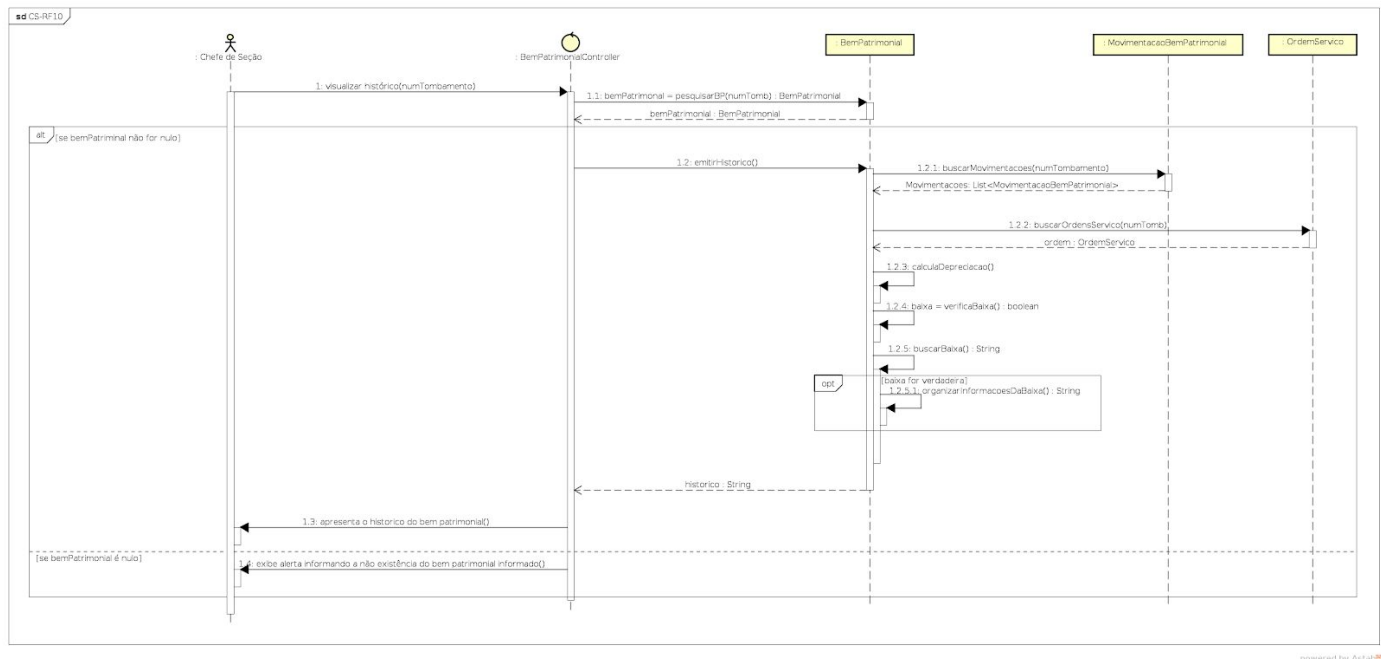 sd CS-RF10
: Chefe de Seção
: BemPatrimonialController
: BemPatrimonial
: MovimentacaoBemPatrimonial
: OrdemServico
1: visualizar histórico(numTombamento)
1.1: bemPatrimonal = pesquisarBP(numTomb) : BemPatrimonial
bemPatrimonial : BemPatrimonial
alt
[se bemPatriminal não for nulo]
1.2: emitirHistorico()
1.2.1: buscarMovimentacoes(numTombamento)
Movimentacoes: List<MovimentacaoBemPatrimonial>
1.2.2: buscarOrdensServico(numTomb)
ordem : OrdemServico
1.2.3: calculaDepreciacao()
1.2.4: baixa = verificaBaixa() : boolean
1.2.5: buscarBaixa() : String
opt
[baixa for verdadeira]
1.2.5.1: organizarInformacoesDaBaixa() : String
historico : String
1.3: apresenta o historico do bem patrimonial()
[se bemPatrimonial é nulo]
1.4: exibe alerta informando a não existência do bem patrimonial informado()
powered by Astah